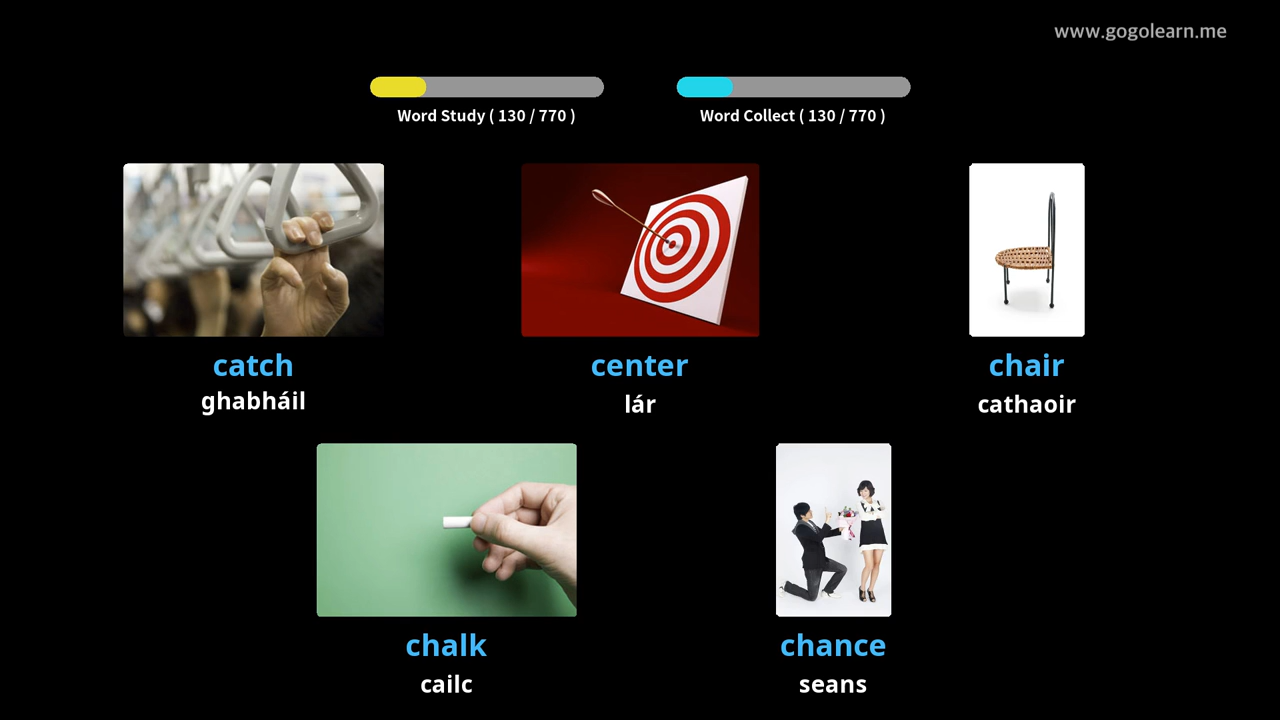 www.gogolearn.me
Word Study ( 130 / 770 )
Word Collect ( 130 / 770 )
catch
ghabháil
center
lár
chair
cathaoir
chalk
cailc
chance
seans